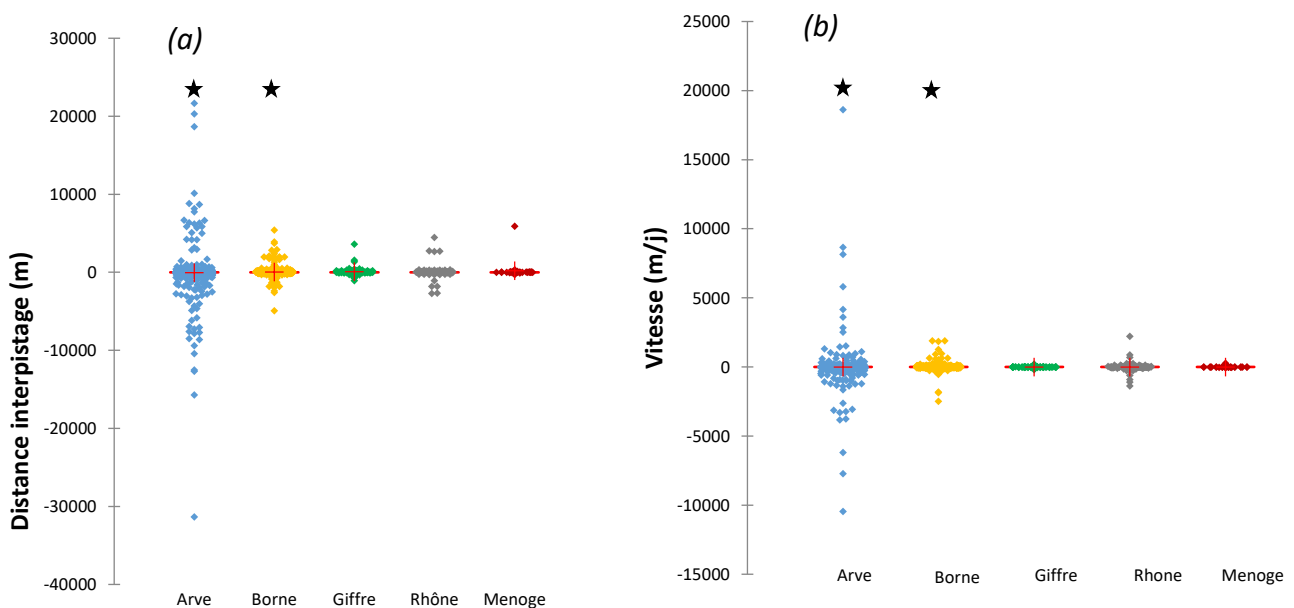 (a)
Distance interpistage (m)
30000
20000
10000
0
-10000
-20000
-30000
-40000
Arve
Borne
Giffre
Rhône
Menoge
(b)
Vitesse (m/j)
25000
20000
15000
10000
5000
0
-5000
-10000
-15000
Arve
Borne
Giffre
Rhone
Menoge